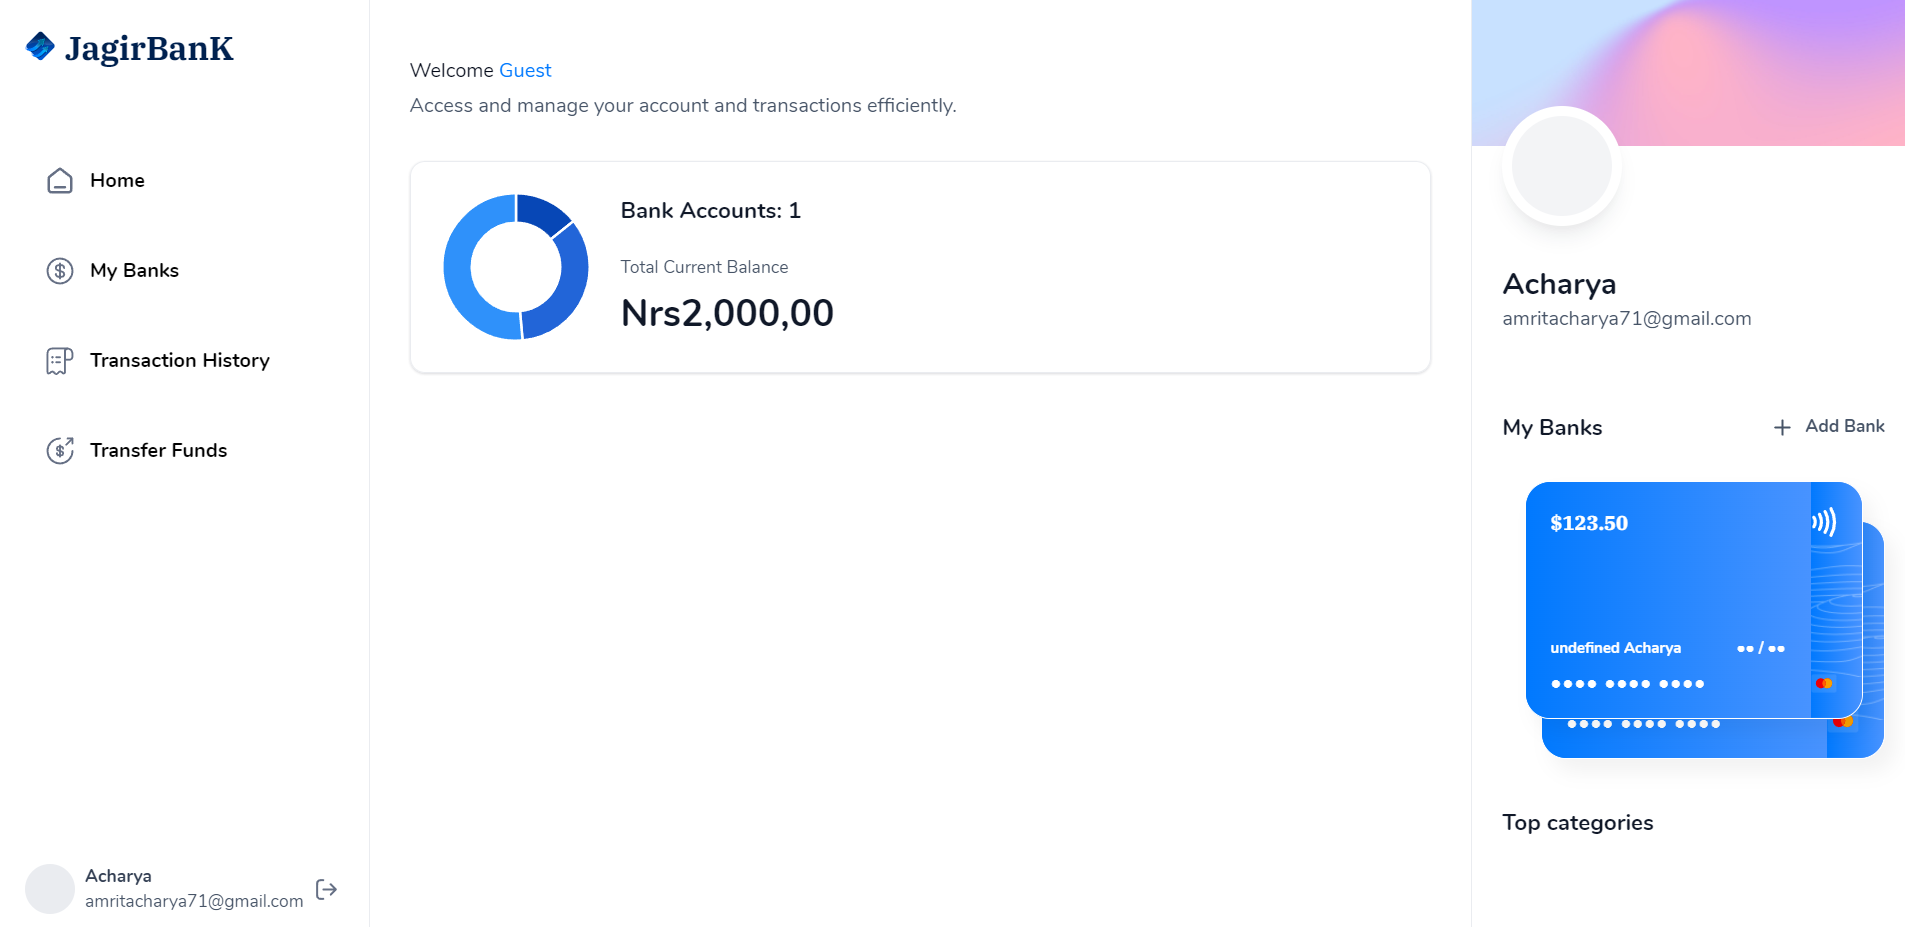 JagirBanK
Home
My Banks
Transaction History
Transfer Funds
Acharya
amritacharya71@gmail.com
Welcome Guest
Access and manage your account and transactions efficiently.
Bank Accounts: 1
Total Current Balance
Nrs2,000,00
Acharya
amritacharya71@gmail.com
My Banks
Add Bank
$123.50
undefined Acharya ●● / ●●
●●●● ●●●● ●●●●
●●●● ●●●● ●●●●
Top categories